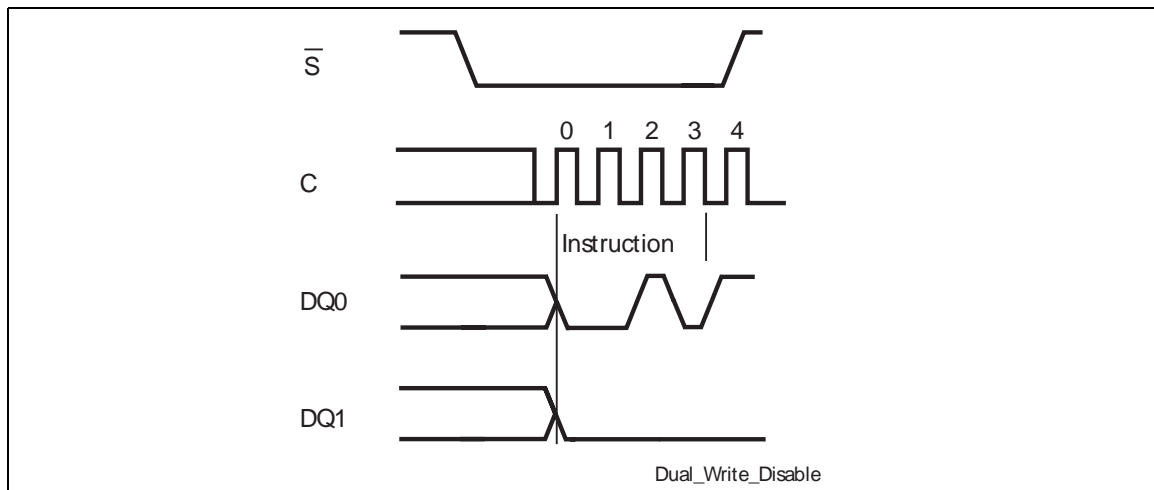 S
0 1 2 3 4
C
Instruction
DQ0
DQ1
Dual_Write_Disable